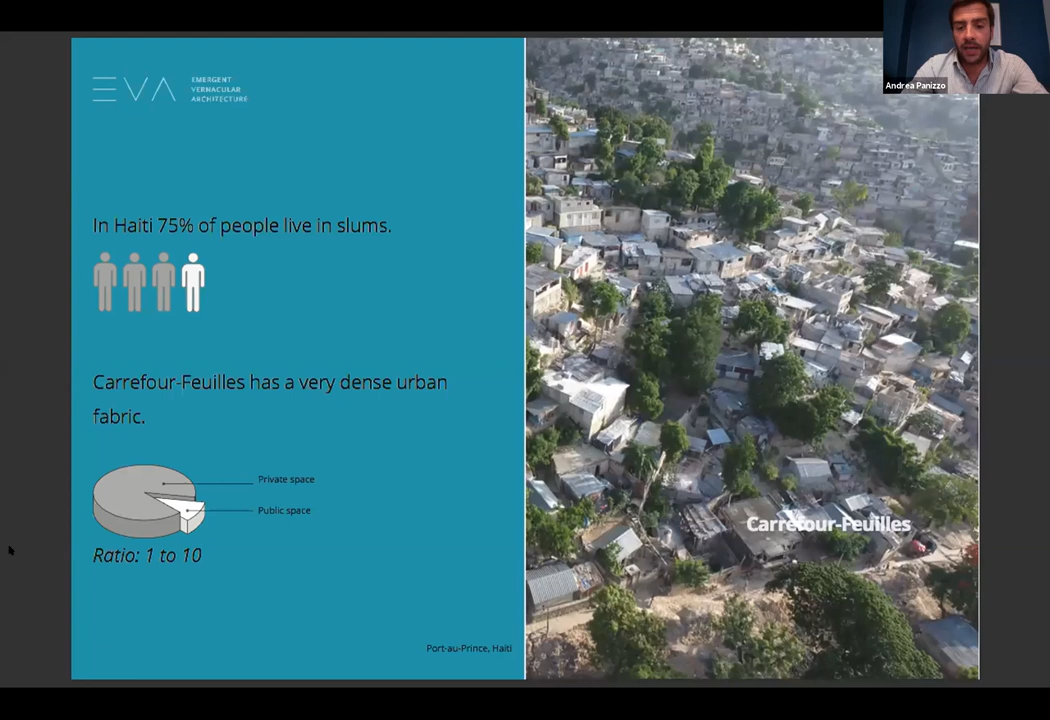 Andrea Panizzo
EVA
EMERGENT
VERNACULAR
ARCHITECTURE
In Haiti 75% of people live in slums.
Carrefour-Feuilles has a very dense urban
fabric.
Private space
Public space
Ratio: 1 to 10
Carrefour-Feuilles
Port-au-Prince, Haiti